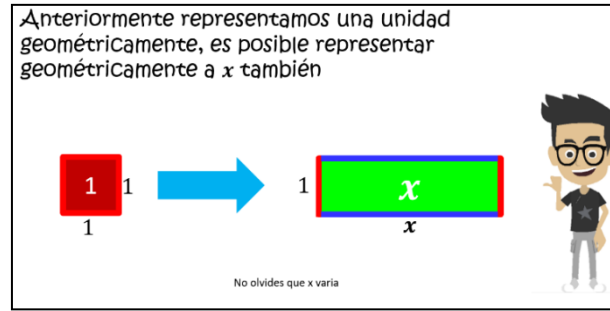 Anteriormente representamos una unidad
geométricamente, es posible representar
geométricamente a x también
1 1 1 x
1 x
No olvides que x varia